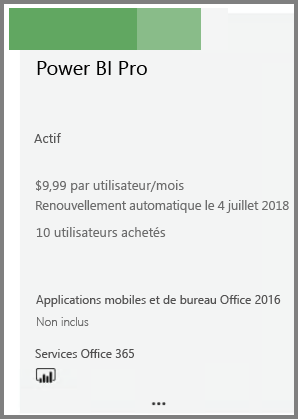 Power BI Pro
Actif
$9,99 par utilisateur/mois
Renouvellement automatique le 4 juillet 2018
10 utilisateurs achetés
Applications mobiles et de bureau Office 2016
Non inclus
Services Office 365